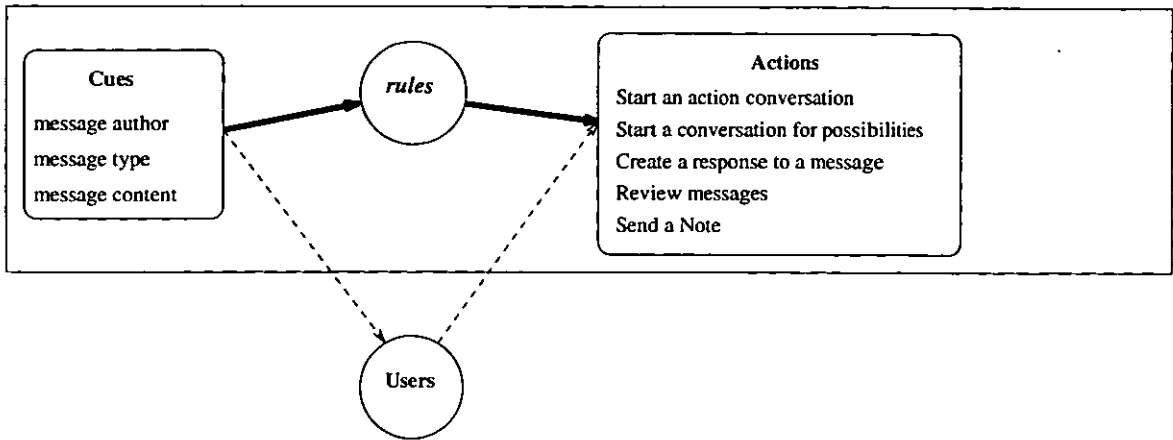 Cues
message author
message type
message content
rules
Actions
Start an action conversation
Start a conversation for possibilities
Create a response to a message
Review messages
Send a Note
Users